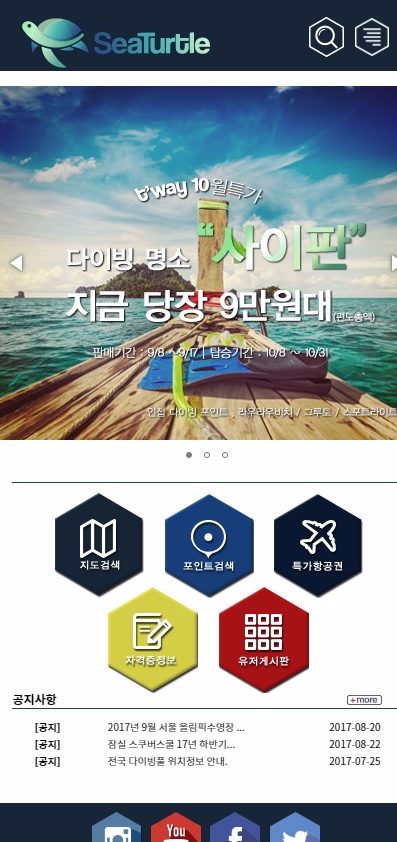 SeaTurtle
t'way 10월특가
다이빙 명소 "사이판"
지금 당장 9만원대(편도총액)
판매기간 : 9/8 ~ 9/17 | 탑승기간 : 10/8 ~ 10/31
인접 다이빙 포인트 , 라우라우비치 / 그루토 / 스포트라이트
지도검색
포인트검색
특가항공권
자격증정보
유저게시판
공지사항
+more
[공지] 2017년 9월 서울 올림픽수영장 ... 2017-08-20
[공지] 잠실 스쿠버스쿨 17년 하반기... 2017-08-22
[공지] 전국 다이빙풀 위치정보 안내. 2017-07-25
You